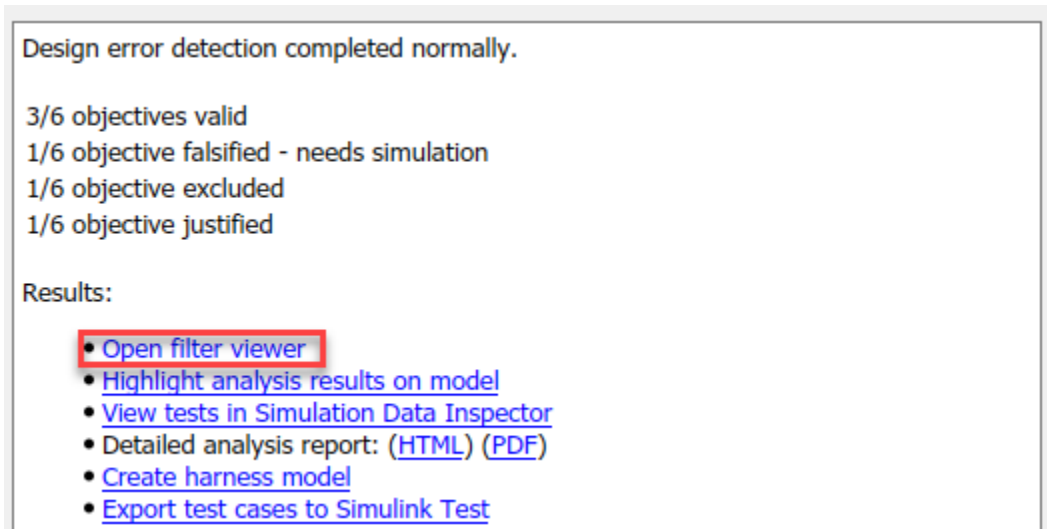 Design error detection completed normally.
3/6 objectives valid
1/6 objective falsified - needs simulation
1/6 objective excluded
1/6 objective justified
Results:
• Open filter viewer
• Highlight analysis results on model
• View tests in Simulation Data Inspector
• Detailed analysis report: (HTML) (PDF)
• Create harness model
• Export test cases to Simulink Test